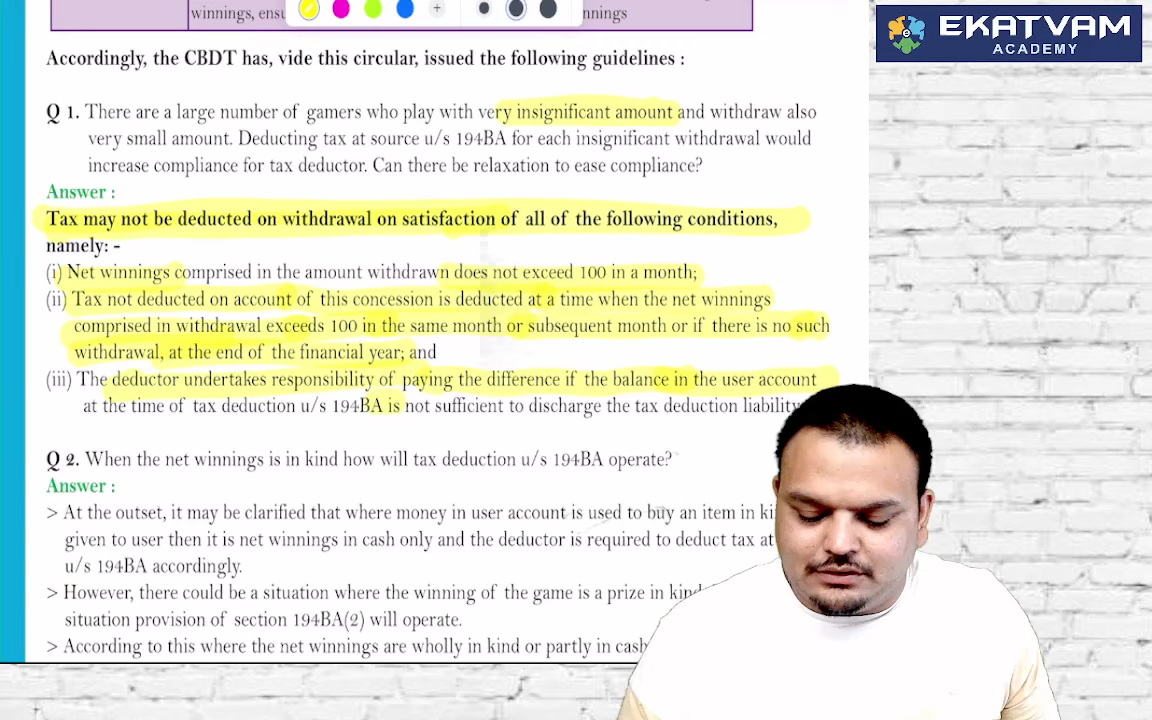 winnings, ensu
nnings
EKATVAM
ACADEMY
Accordingly, the CBDT has, vide this circular, issued the following guidelines :
Q 1. There are a large number of gamers who play with very insignificant amount and withdraw also
very small amount. Deducting tax at source u/s 194BA for each insignificant withdrawal would
increase compliance for tax deductor. Can there be relaxation to ease compliance?
Answer :
Tax may not be deducted on withdrawal on satisfaction of all of the following conditions,
namely: -
(i) Net winnings comprised in the amount withdrawn does not exceed 100 in a month;
(ii) Tax not deducted on account of this concession is deducted at a time when the net winnings
comprised in withdrawal exceeds 100 in the same month or subsequent month or if there is no such
withdrawal, at the end of the financial year; and
(iii) The deductor undertakes responsibility of paying the difference if the balance in the user account
at the time of tax deduction u/s 194BA is not sufficient to discharge the tax deduction liability
Q 2. When the net winnings is in kind how will tax deduction u/s 194BA operate?
Answer :
> At the outset, it may be clarified that where money in user account is used to buy an item in ki
given to user then it is net winnings in cash only and the deductor is required to deduct tax at
u/s 194BA accordingly.
> However, there could be a situation where the winning of the game is a prize in kind
situation provision of section 194BA(2) will operate.
> According to this where the net winnings are wholly in kind or partly in cash